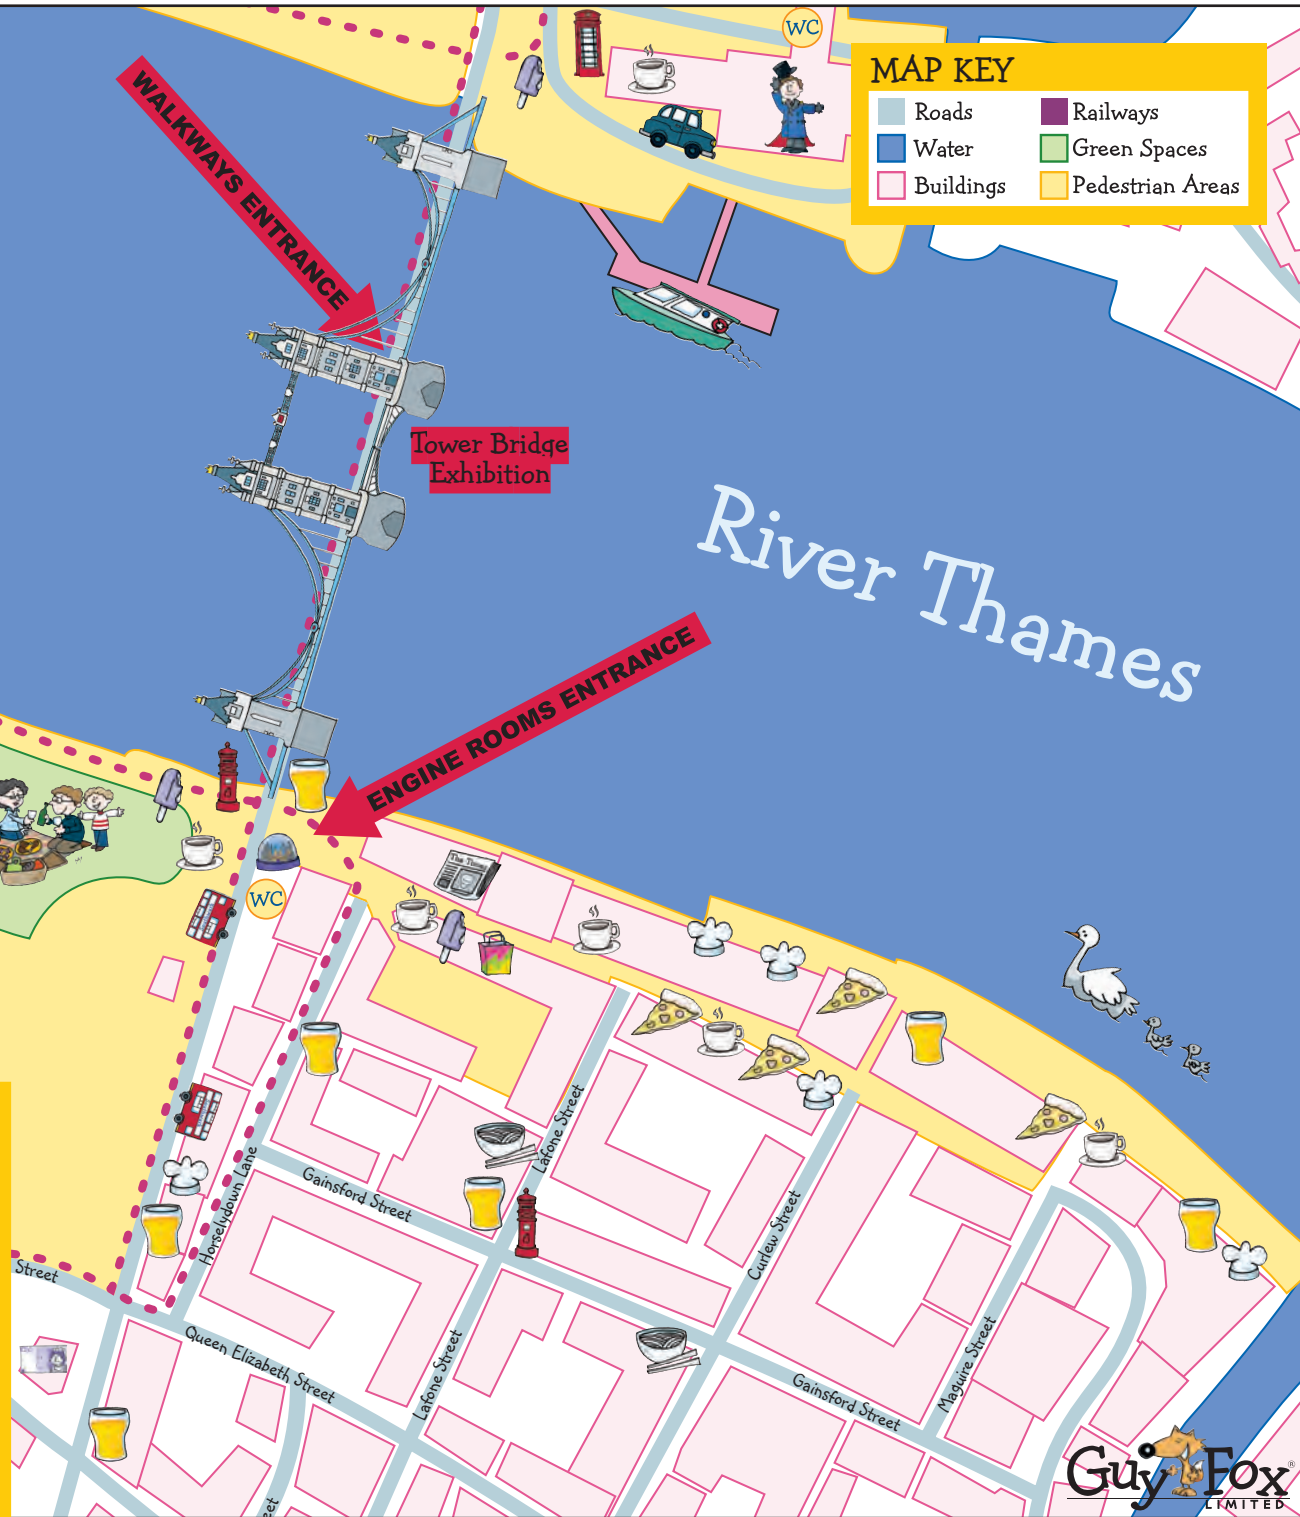 WC
MAP KEY
Roads
Railways
Water
Green Spaces
Buildings
Pedestrian Areas
WALKWAYS ENTRANCE
Tower Bridge
Exhibition
River Thames
ENGINE ROOMS ENTRANCE
The Times
WC
Lafone Street
Horselydown Lane
Gainsford Street
Curlew Street
Street
Queen Elizabeth Street
Lafone Street
Maguire Street
Gainsford Street
Guy Fox®
LIMITED